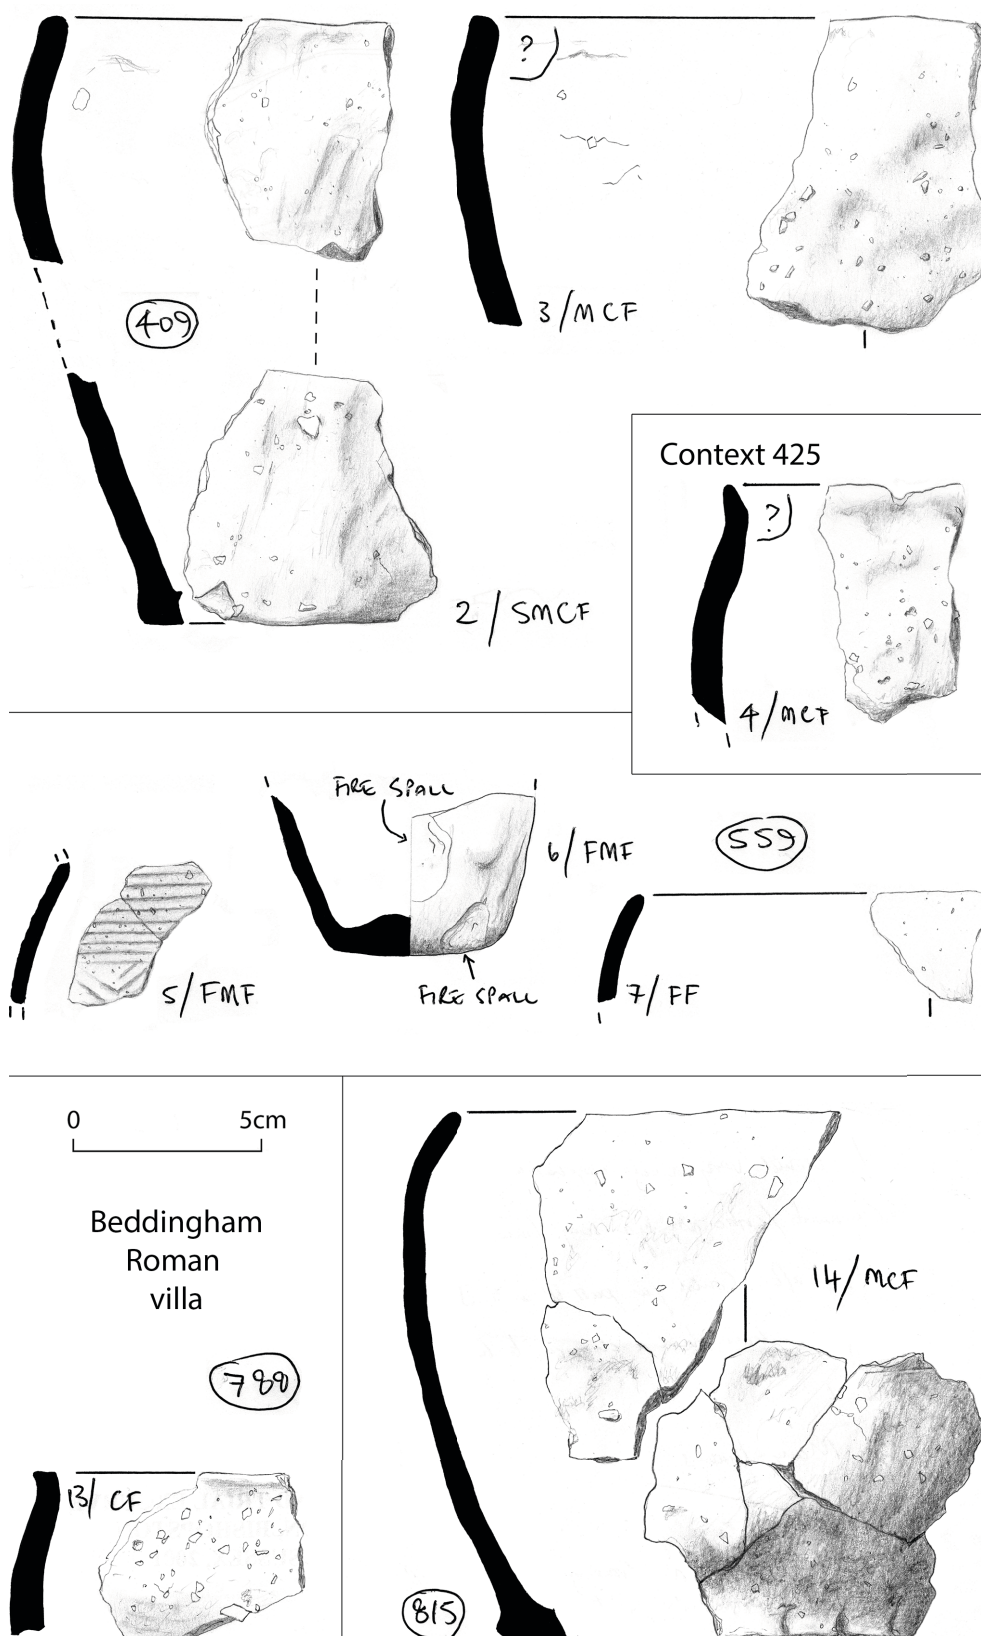 ?
3/MCF
409
2/SMCF
Context 425
?
4/MCF
FIRE SPALL
6/FMF
559
5/FMF
FIRE SPALL
7/FF
0 5cm
Beddingham
Roman
villa
14/MCF
788
13/ CF
815